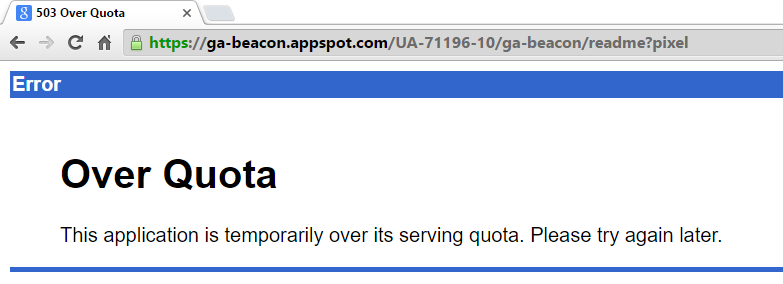 503 Over Quota
https://ga-beacon.appspot.com/UA-71196-10/ga-beacon/readme?pixel
Error
Over Quota
This application is temporarily over its serving quota. Please try again later.